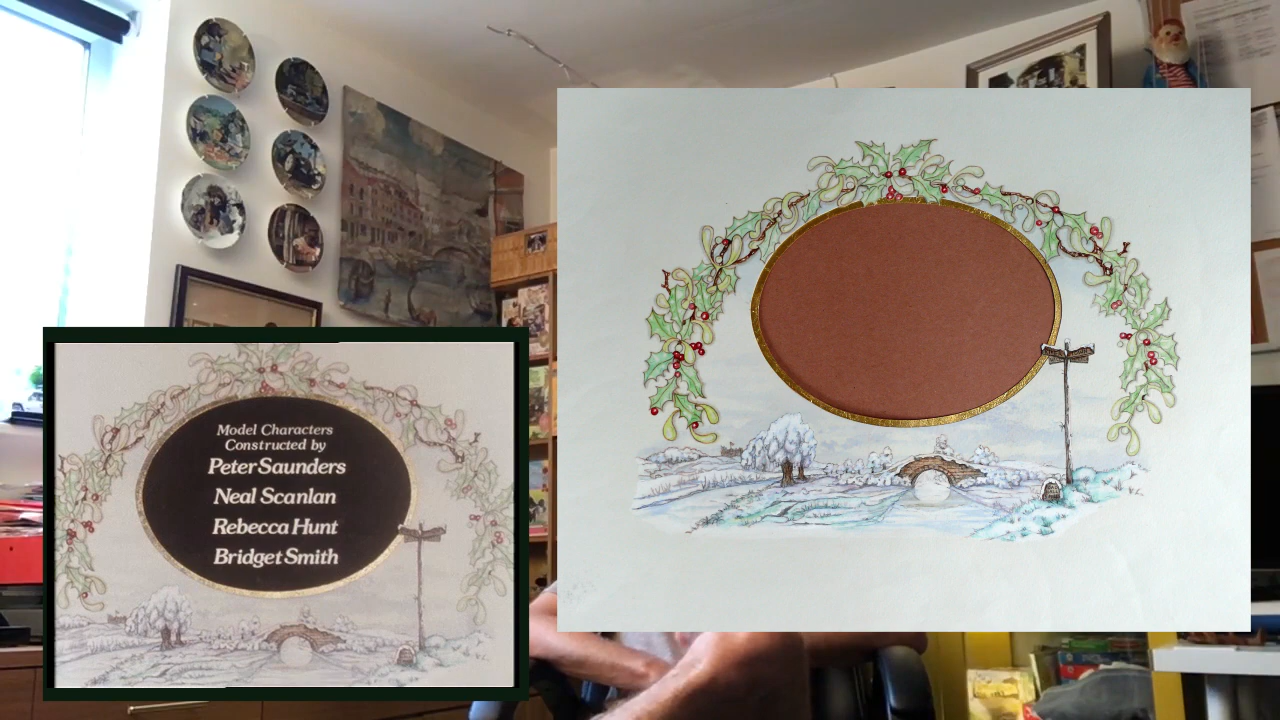 Model Characters
Constructed by
Peter Saunders
Neal Scanlan
Rebecca Hunt
Bridget Smith